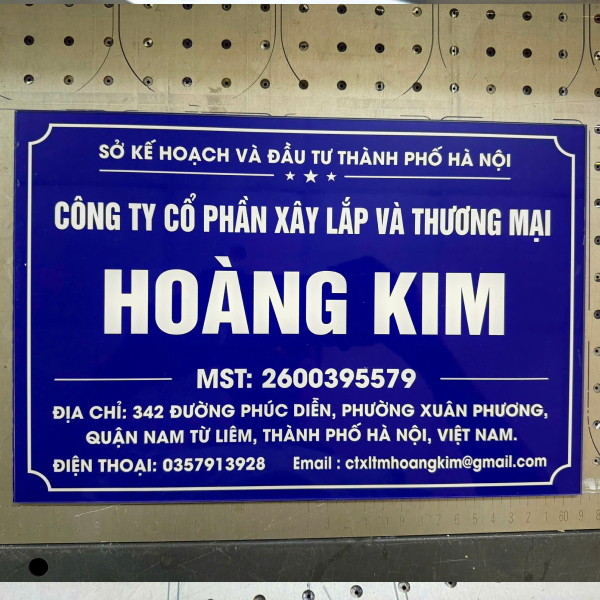 SỞ KẾ HOẠCH VÀ ĐẦU TƯ THÀNH PHỐ HÀ NỘI
CÔNG TY CỔ PHẦN XÂY LẮP VÀ THƯƠNG MẠI
HOÀNG KIM
MST: 2600395579
ĐỊA CHỈ: 342 ĐƯỜNG PHÚC DIỄN, PHƯỜNG XUÂN PHƯƠNG,
QUẬN NAM TỪ LIÊM, THÀNH PHỐ HÀ NỘI, VIỆT NAM.
ĐIỆN THOẠI: 0357913928 Email : ctxltmhoangkim@gmail.com